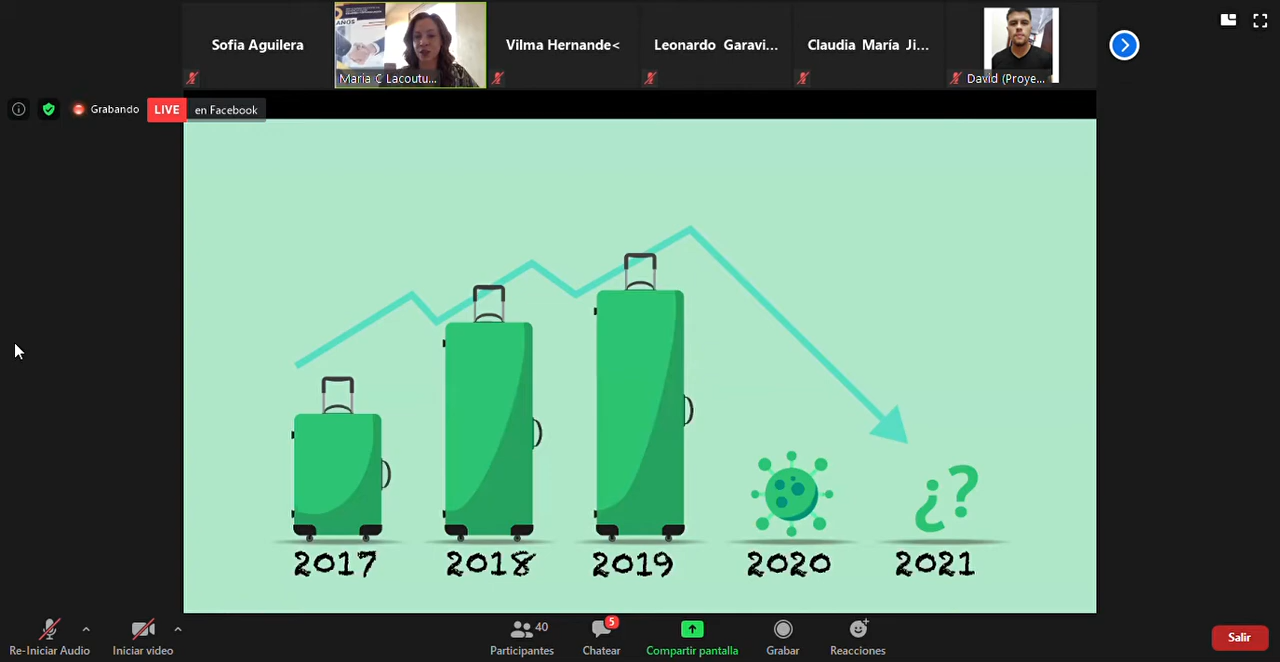 Sofia Aguilera
AÑOS
Maria C Lacoutu...
Vilma Hernande<
Leonardo Garavi...
Claudia María Ji...
David (Proye...
Grabando
LIVE
en Facebook
¿?
2017
2018
2019
2020
2021
Re-Iniciar Audio
Iniciar video
40
Participantes
5
Chatear
Compartir pantalla
Grabar
Reacciones
Salir